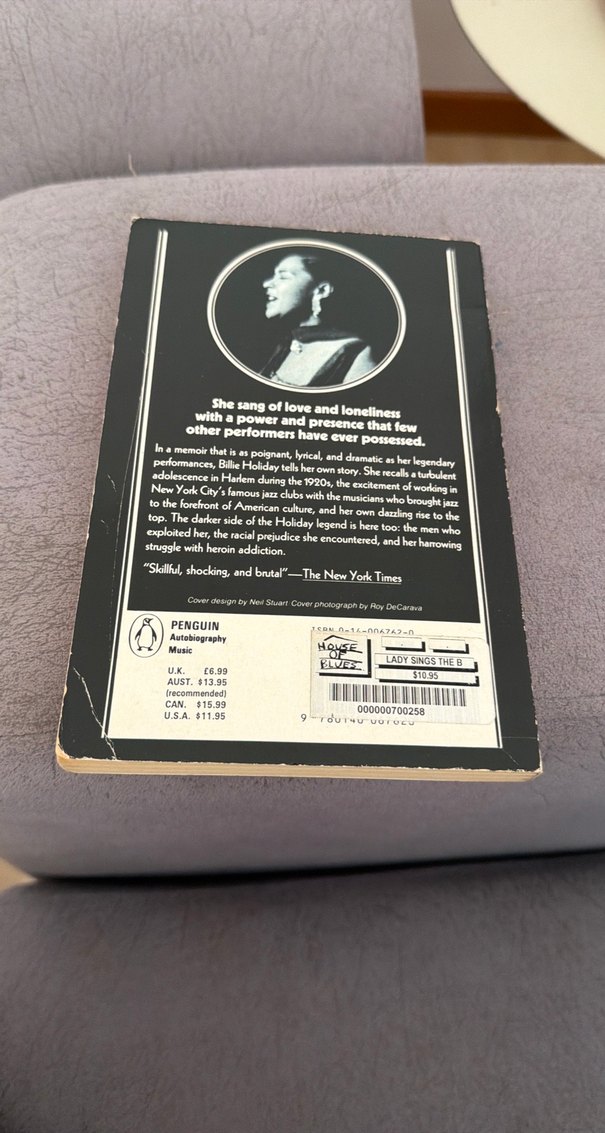 She sang of love and loneliness
with a power and presence that few
other performers have ever possessed.
In a memoir that is as poignant, lyrical, and dramatic as her legendary
performances, Billie Holiday tells her own story. She recalls a turbulent
adolescence in Harlem during the 1920s, the excitement of working in
New York City's famous jazz clubs with the musicians who brought jazz
to the forefront of American culture, and her own dazzling rise to the
top. The darker side of the Holiday legend is here too: the men who
exploited her, the racial prejudice she encountered, and her harrowing
struggle with heroin addiction.
“Skillful, shocking, and brutal”—The New York Times
Cover design by Neil Stuart Cover photograph by Roy DeCarava
PENGUIN
Autobiography
Music
U.K. £6.99
AUST. $13.95
(recommended)
CAN. $15.99
U.S.A. $11.95
ISBN 0-14-006762-0
HOUSE
OF
BLUES
LADY SINGS THE B
$10.95
000000700258
9